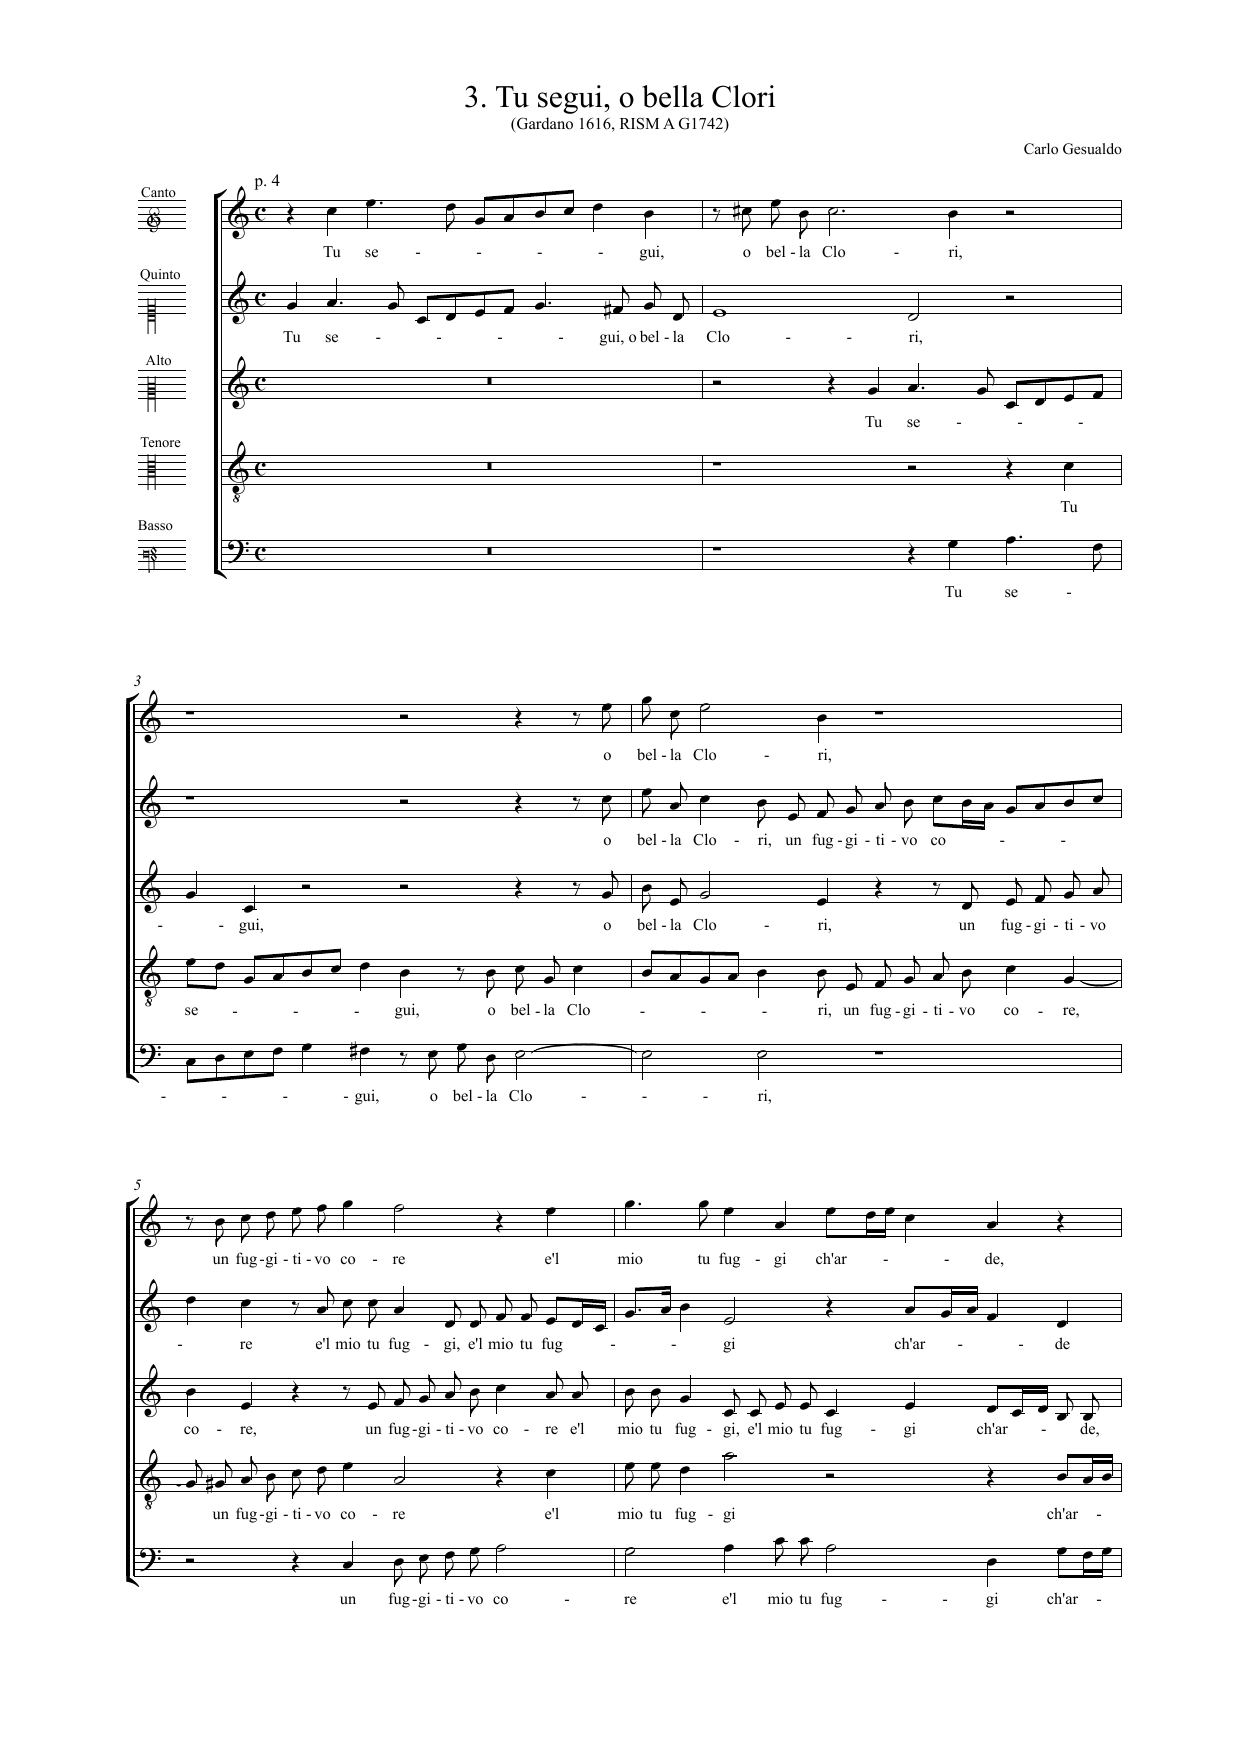 3. Tu segui, o bella Clori
(Gardano 1616, RISM A G1742)
Carlo Gesualdo
p. 4
Canto
Tu se - - - - gui, o bel - la Clo - ri,
Quinto
Tu se - - - - gui, o bel - la Clo - - ri,
Alto
Tu se - - -
Tenore
8
Tu
Basso
Tu se -
3
o bel - la Clo - ri,
o bel - la Clo - ri, un fug - gi - ti - vo co - - -
- - gui, o bel - la Clo - ri, un fug - gi - ti - vo
8
se - - - gui, o bel - la Clo - - - ri, un fug - gi - ti - vo co - re,
- - - - gui, o bel - la Clo - - - ri,
5
un fug - gi - ti - vo co - re e'l mio tu fug - gi ch'ar - - - de,
- re e'l mio tu fug - gi, e'l mio tu fug - - - gi ch'ar - - - de
co - re, un fug - gi - ti - vo co - re e'l mio tu fug - gi, e'l mio tu fug - gi ch'ar - - de,
8
un fug - gi - ti - vo co - re e'l mio tu fug - gi ch'ar -
un fug - gi - ti - vo co - re e'l mio tu fug - - gi ch'ar -